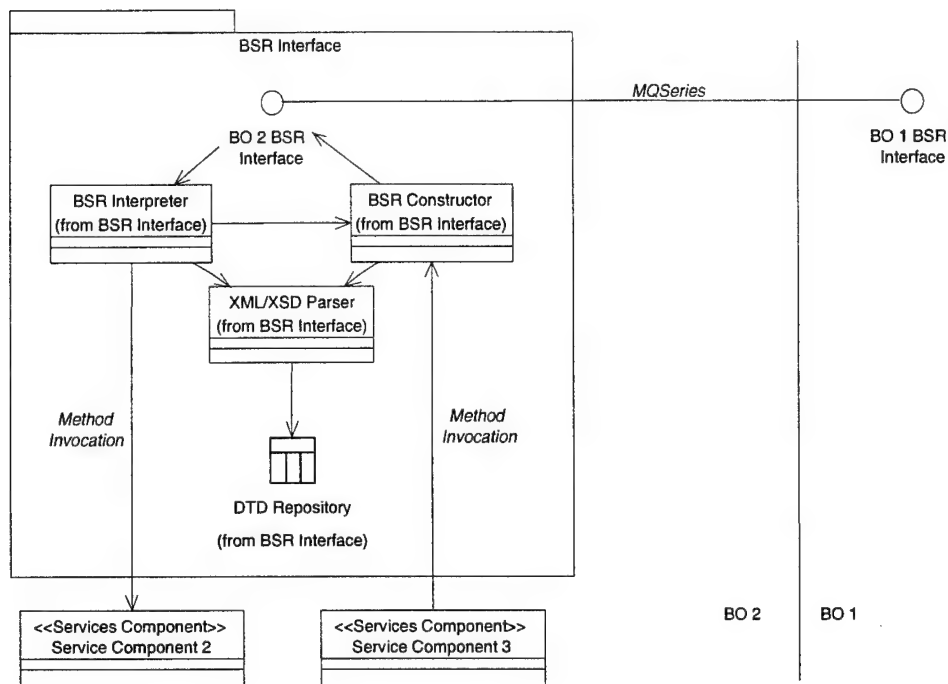 BSR Interface
MQSeries
BO 2 BSR
Interface
BO 1 BSR
Interface
BSR Interpreter
(from BSR Interface)
BSR Constructor
(from BSR Interface)
XML/XSD Parser
(from BSR Interface)
Method
Invocation
Method
Invocation
DTD Repository
(from BSR Interface)
BO 2
BO 1
<<Services Component>>
Service Component 2
<<Services Component>>
Service Component 3